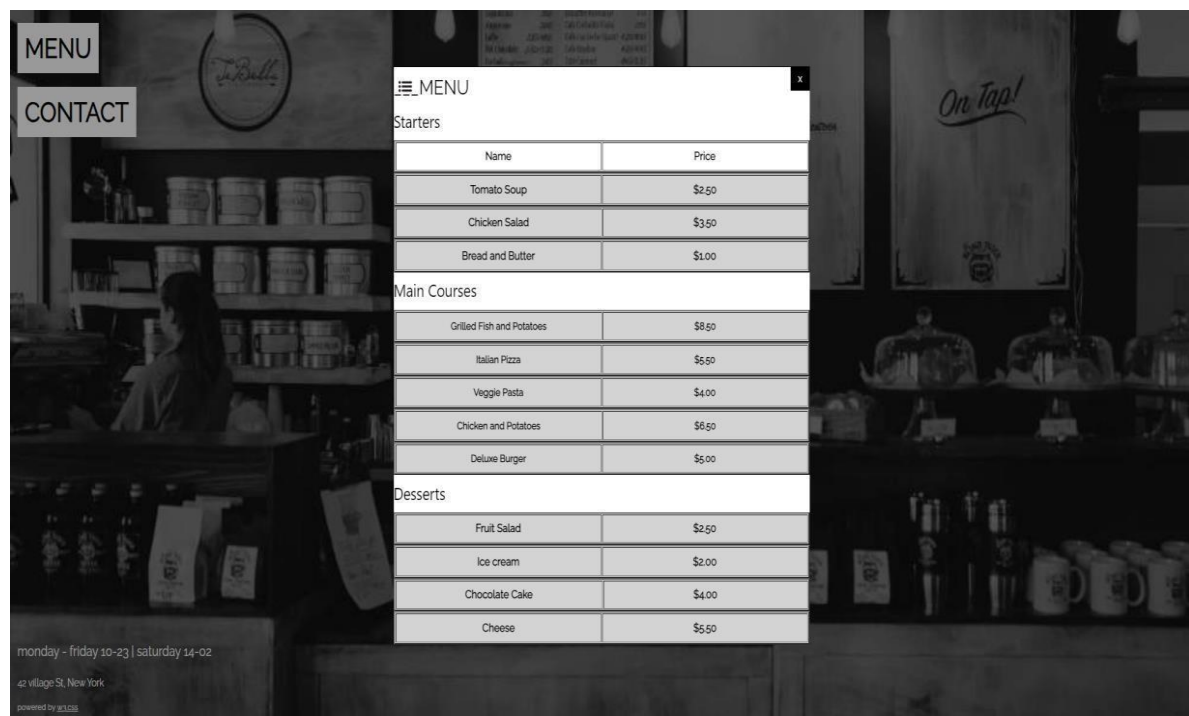 MENU
CONTACT
On Tap!
MENU
x
Starters
Name Price
Tomato Soup $2.50
Chicken Salad $3.50
Bread and Butter $1.00
Main Courses
Grilled Fish and Potatoes $8.50
Italian Pizza $5.50
Veggie Pasta $4.00
Chicken and Potatoes $6.50
Deluxe Burger $5.00
Desserts
Fruit Salad $2.50
Ice cream $2.00
Chocolate Cake $4.00
Cheese $5.50
monday - friday 10-23 | saturday 14-02
42 village St, New York
powered by w3.css